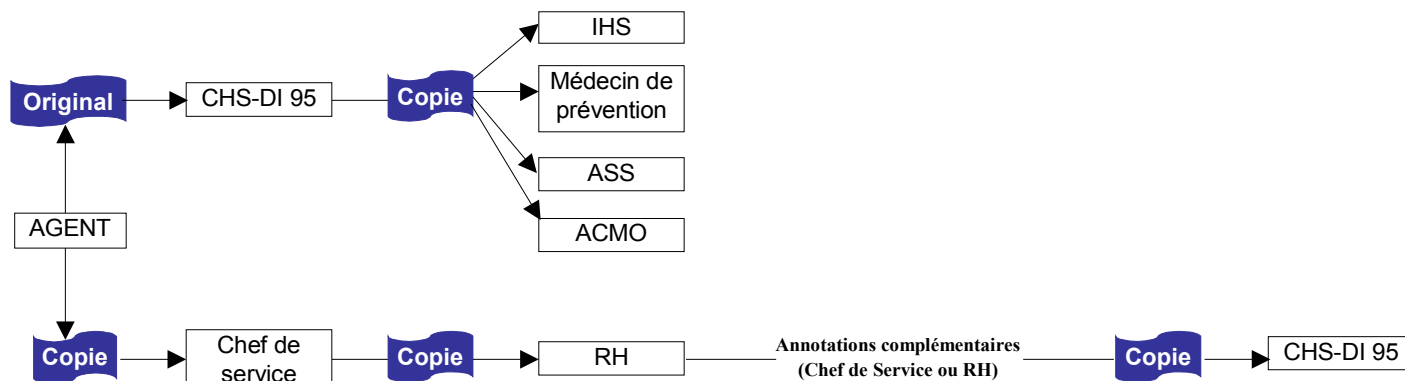 IHS
Original
CHS-DI 95
Copie
Médecin de
prévention
ASS
ACMO
AGENT
Copie
Chef de
service
Copie
RH
Annotations complémentaires
(Chef de Service ou RH)
Copie
CHS-DI 95